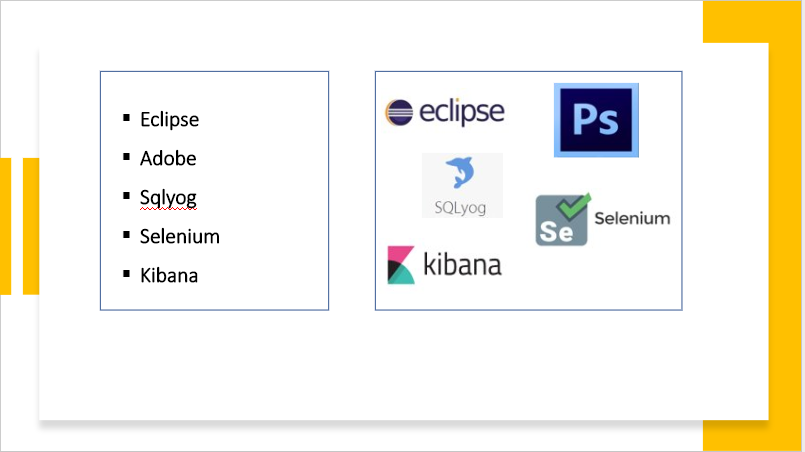 Eclipse
Adobe
Sqlyog
Selenium
Kibana
eclipse
Ps
SQLyog
Se Selenium
kibana